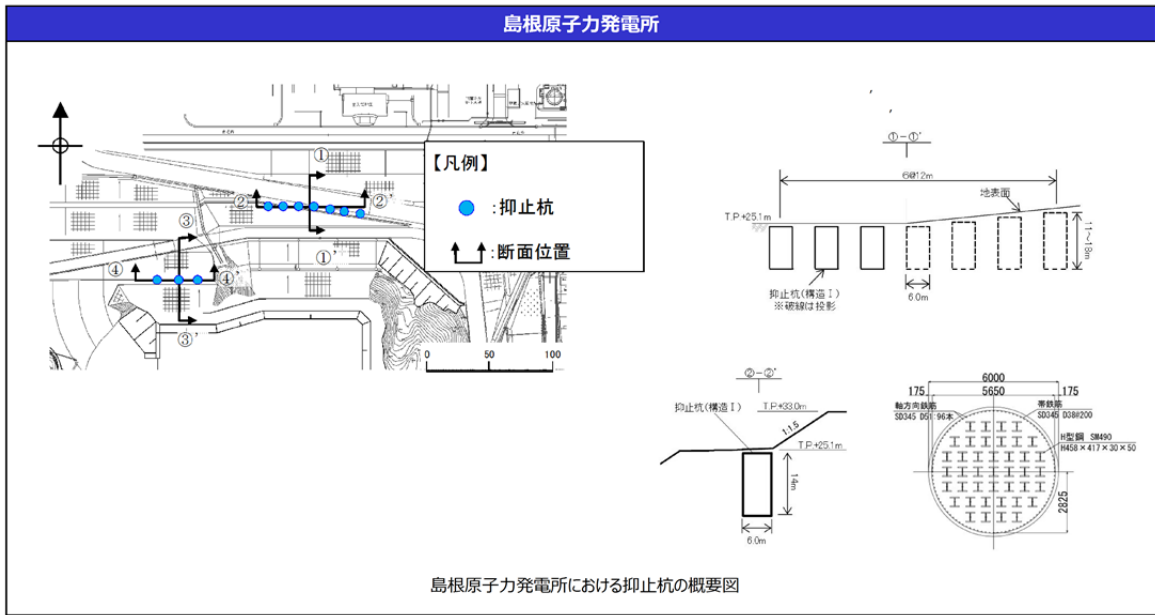 島根原子力発電所
①
②
②'
③
①'
④
④'
③'
【凡例】
:抑止杭
:断面位置
0 50 100
①-①'
6@12m
地表面
T.P.+25.1m
11~18m
抑止杭(構造Ⅰ)
※破線は投影
6.0m
②-②'
抑止杭(構造Ⅰ)
T.P.+33.0m
1:1.5
T.P.+25.1m
14m
6.0m
6000
175 5650 175
軸方向鉄筋
SD345 D51 96本
帯鉄筋
SD345 D38@200
H型鋼 SM490
H458×417×30×50
2825
島根原子力発電所における抑止杭の概要図